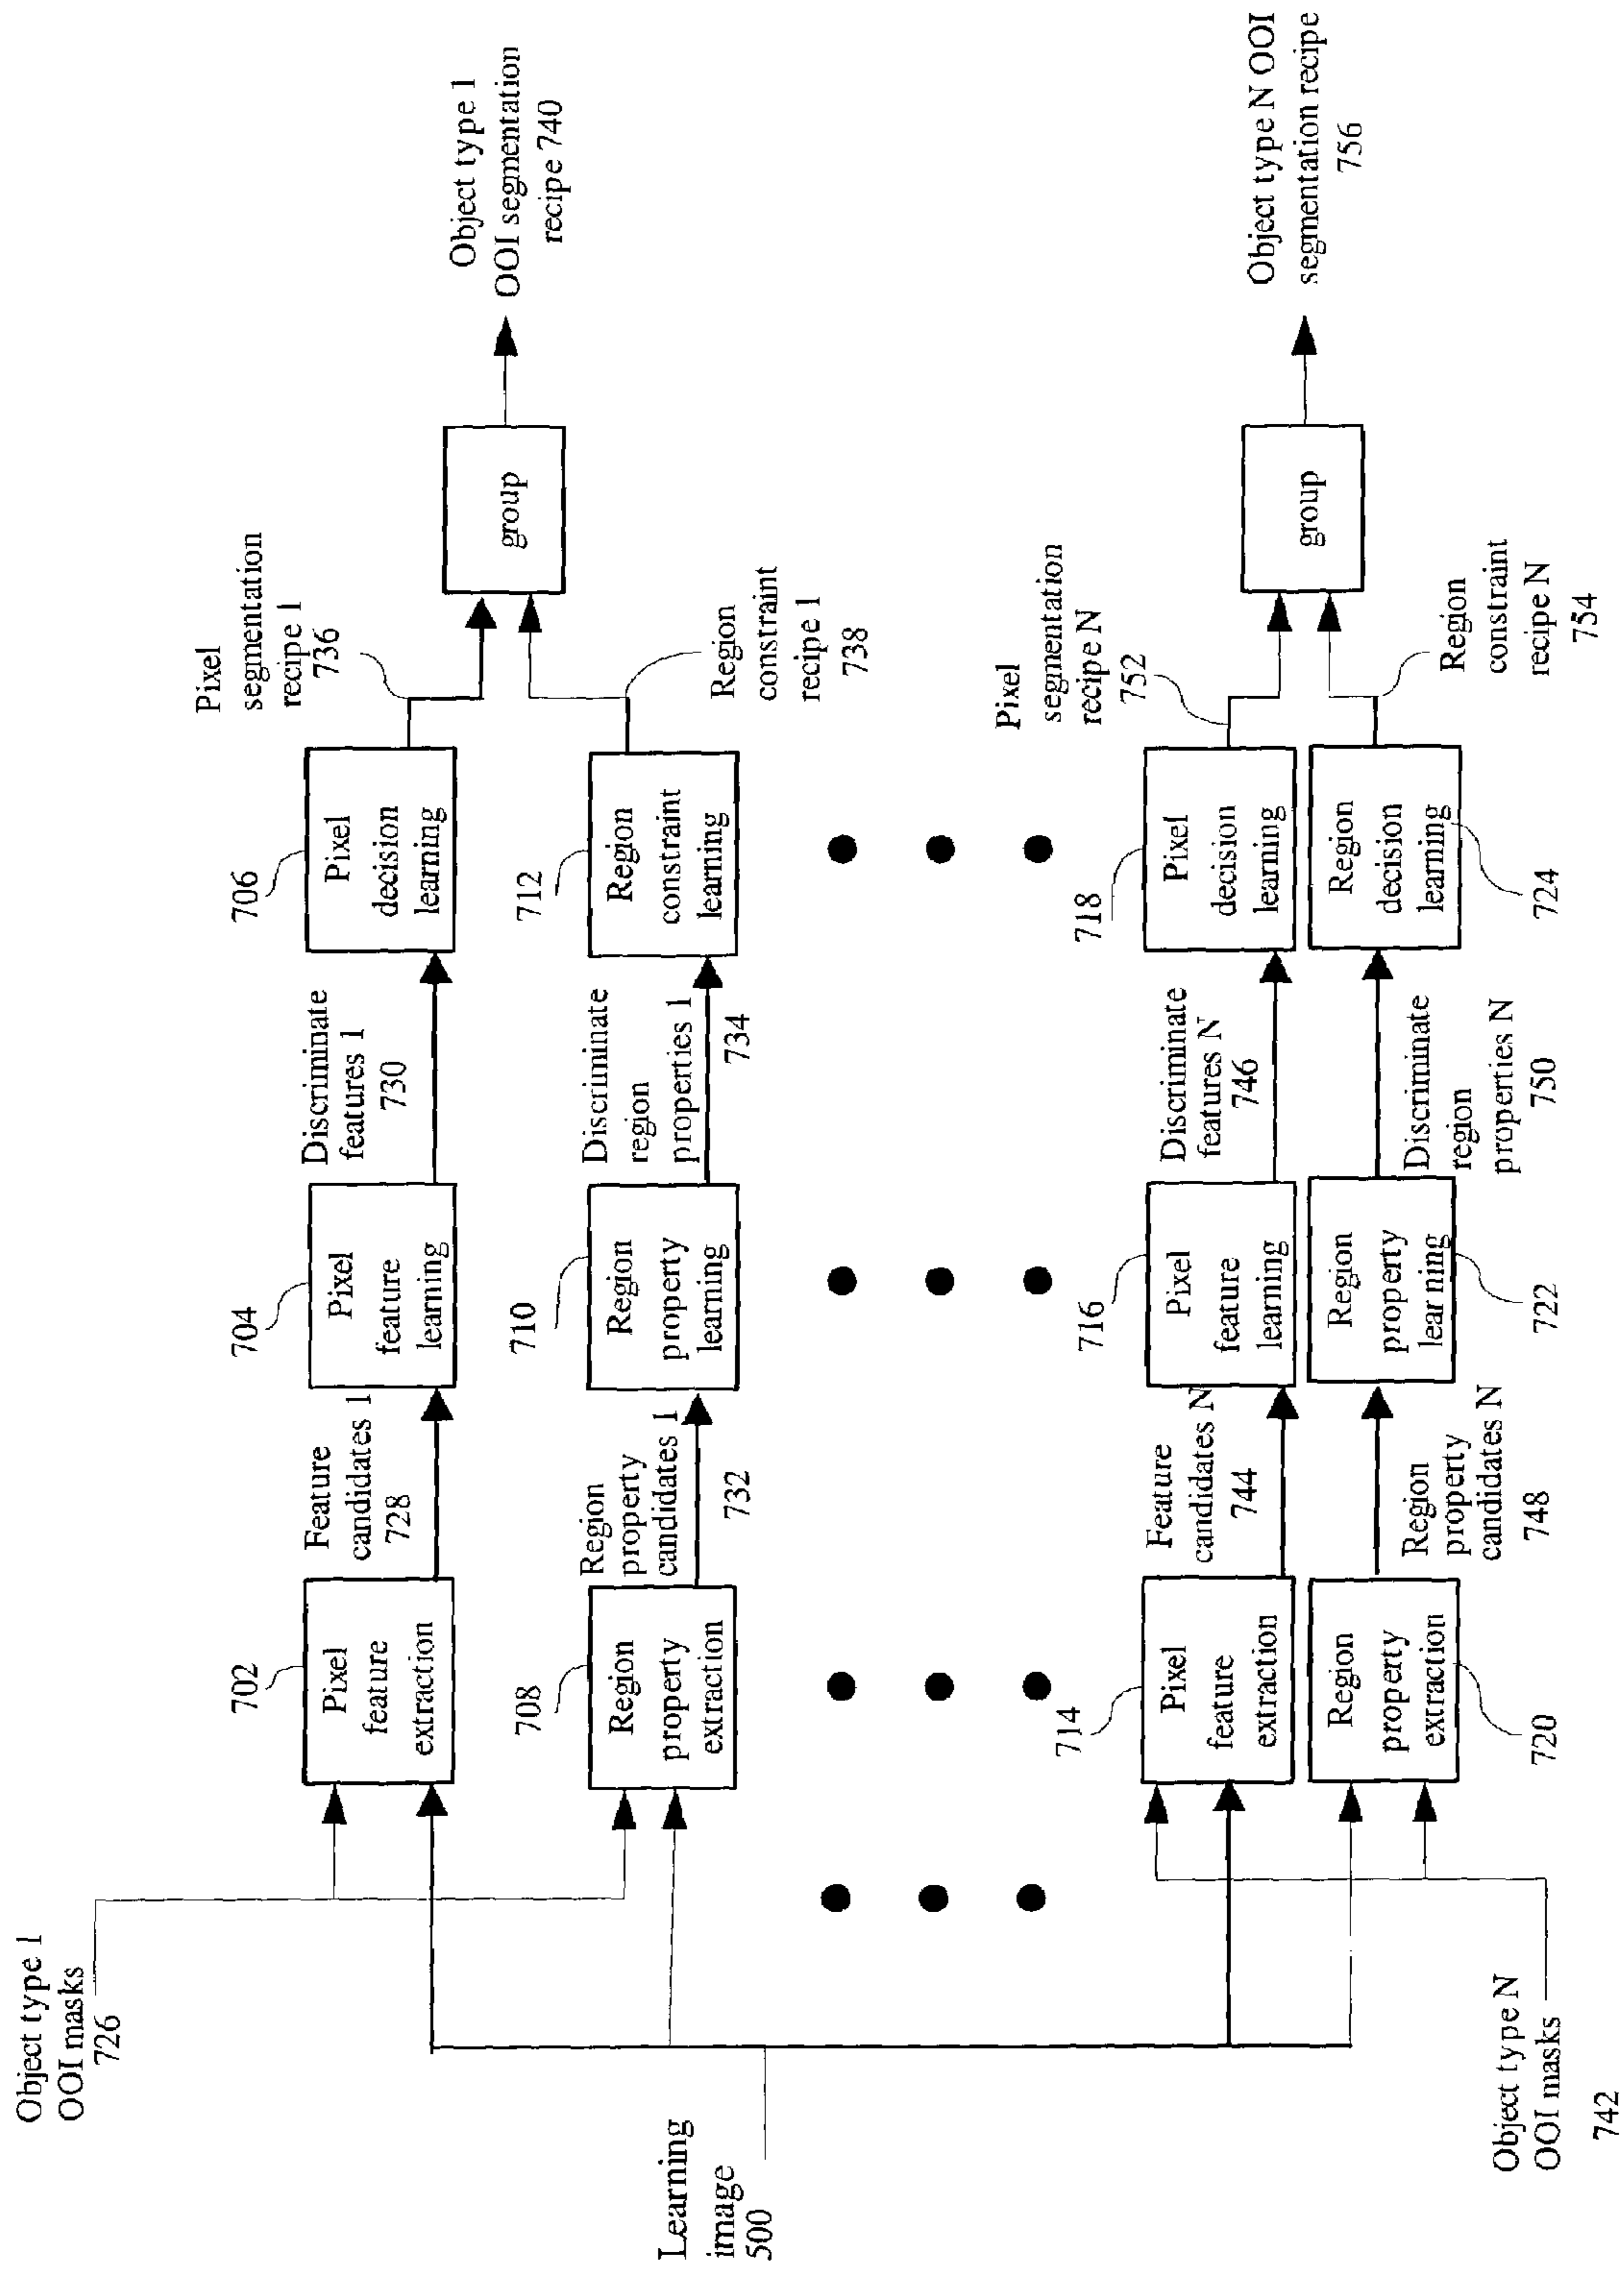 Object type 1
OOI masks
726
Learning
image
500
Object type N
OOI masks
742
702
Pixel
feature
extraction
Feature
candidates 1
728
704
Pixel
feature
learning
Discriminate
features 1
730
706
Pixel
decision
learning
Pixel
segmentation
recipe 1
736
708
Region
property
extraction
Region
property
candidates 1
732
710
Region
property
learning
Discriminate
region
properties 1
734
712
Region
constraint
learning
Region
constraint
recipe 1
738
group
Object type 1
OOI segmentation
recipe 740
714
Pixel
feature
extraction
Feature
candidates N
744
716
Pixel
feature
learning
Discriminate
features N
746
718
Pixel
decision
learning
Pixel
segmentation
recipe N
752
Region
property
extraction
720
Region
property
candidates N
748
Region
property
learning
722
Discriminate
region
properties N
750
Region
decision
learning
724
Region
constraint
recipe N
754
group
Object type N OOI
segmentation recipe
756